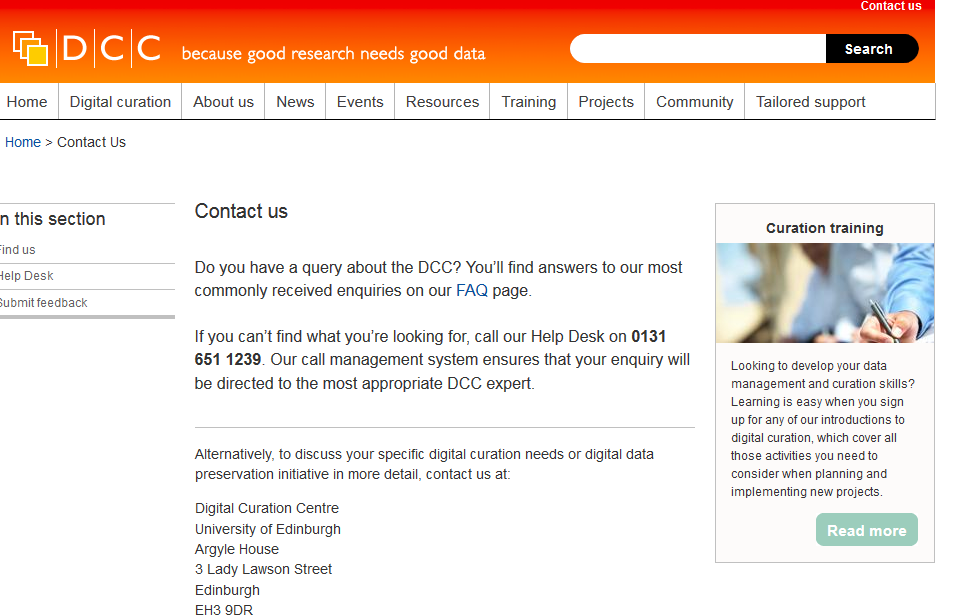 Contact us
DCC because good research needs good data
Search
Home Digital curation About us News Events Resources Training Projects Community Tailored support
Home > Contact Us
n this section
Find us
Help Desk
Submit feedback
Contact us
Do you have a query about the DCC? You’ll find answers to our most
commonly received enquiries on our FAQ page.
If you can’t find what you’re looking for, call our Help Desk on 0131
651 1239. Our call management system ensures that your enquiry will
be directed to the most appropriate DCC expert.
Alternatively, to discuss your specific digital curation needs or digital data
preservation initiative in more detail, contact us at:
Digital Curation Centre
University of Edinburgh
Argyle House
3 Lady Lawson Street
Edinburgh
EH3 9DR
Curation training
Looking to develop your data
management and curation skills?
Learning is easy when you sign
up for any of our introductions to
digital curation, which cover all
those activities you need to
consider when planning and
implementing new projects.
Read more